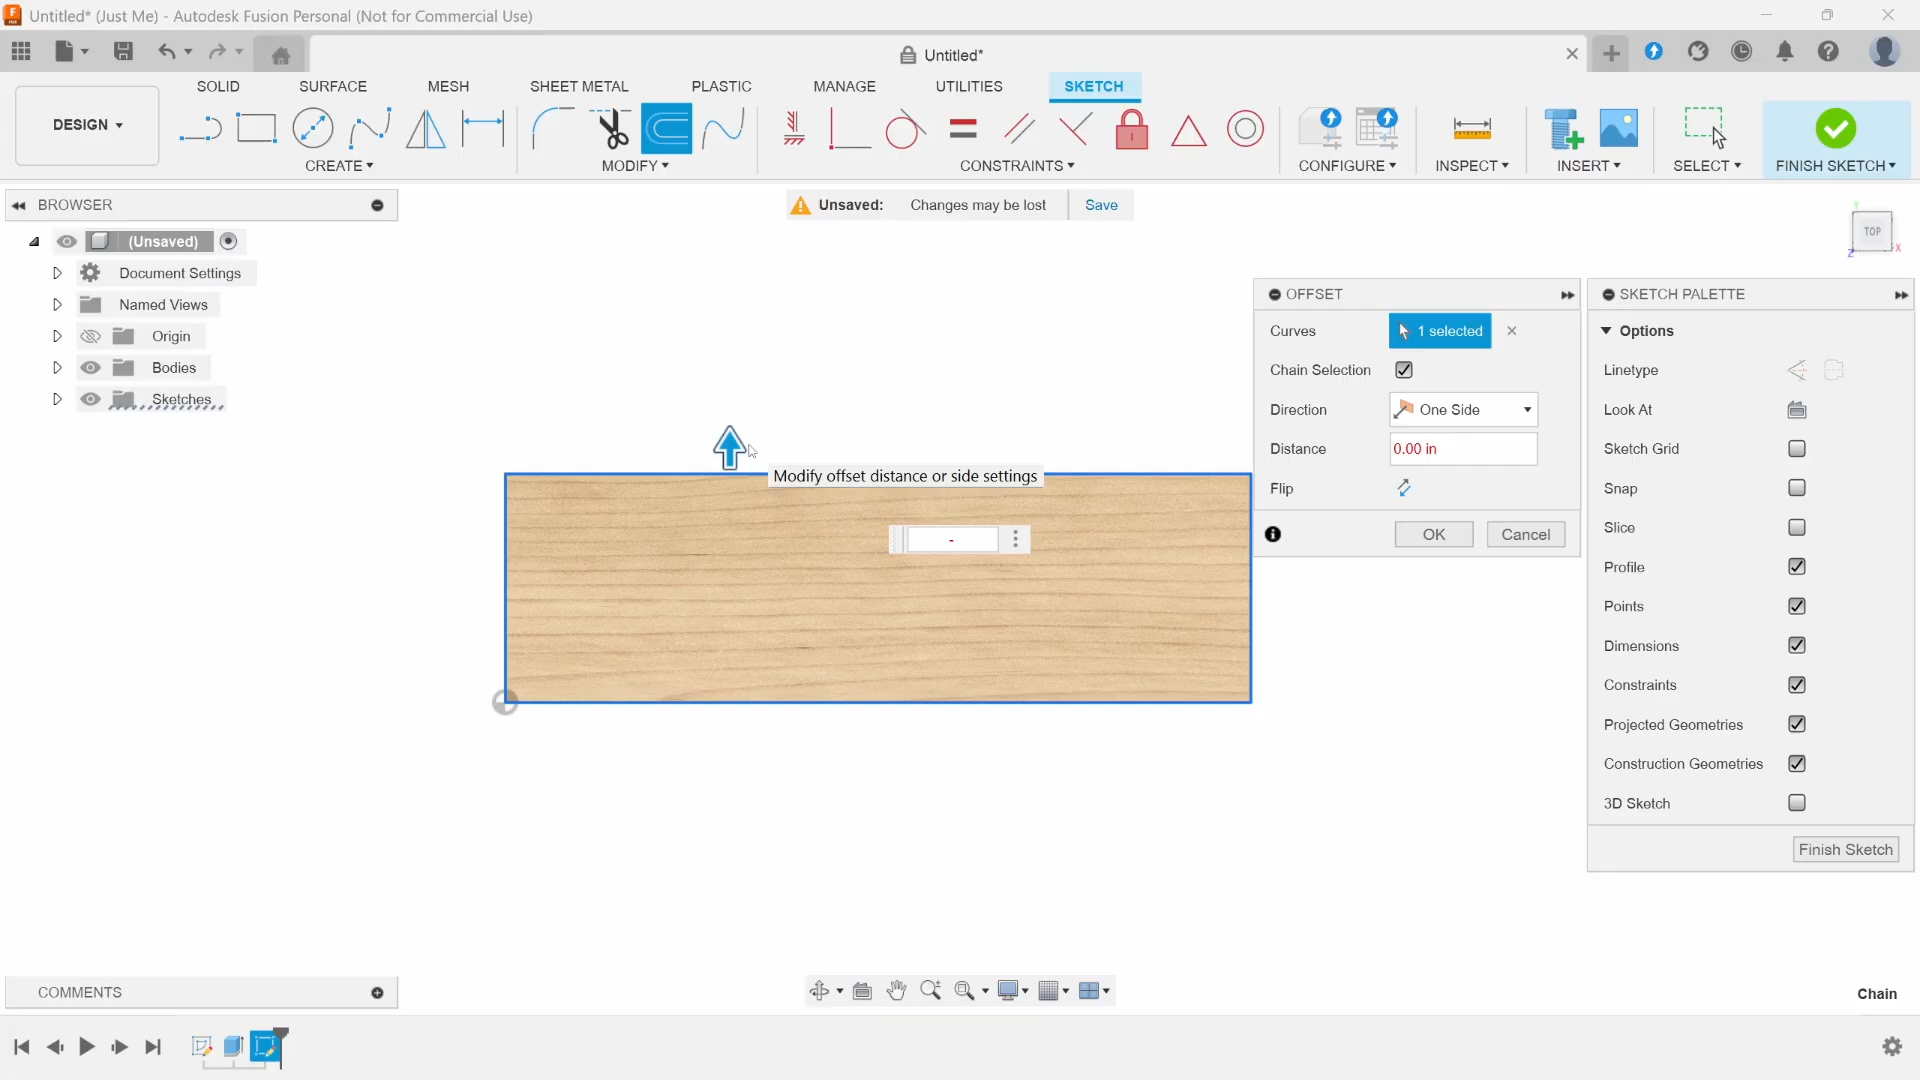 Untitled* (Just Me) - Autodesk Fusion Personal (Not for Commercial Use)
Untitled*
SOLID SURFACE MESH SHEET METAL PLASTIC MANAGE UTILITIES SKETCH
DESIGN
CREATE MODIFY CONSTRAINTS CONFIGURE INSPECT INSERT SELECT FINISH SKETCH
BROWSER
Unsaved: Changes may be lost Save
(Unsaved)
Document Settings
Named Views
Origin
Bodies
Sketches
TOP
X
Z
OFFSET
Curves 1 selected
Chain Selection
Direction One Side
Distance 0.00 in
Flip
OK Cancel
SKETCH PALETTE
Options
Linetype
Look At
Sketch Grid
Snap
Slice
Profile
Points
Dimensions
Constraints
Projected Geometries
Construction Geometries
3D Sketch
Finish Sketch
Modify offset distance or side settings
-
COMMENTS
Chain